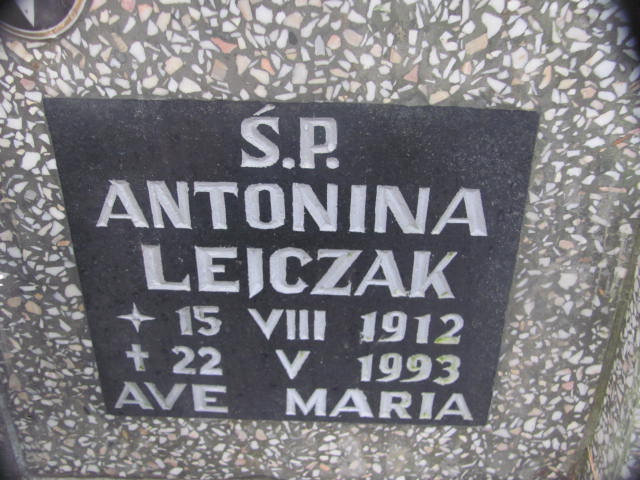 Ś.P.
ANTONINA
LEJCZAK
✦ 15 VIII 1912
✝ 22 V 1993
AVE MARIA